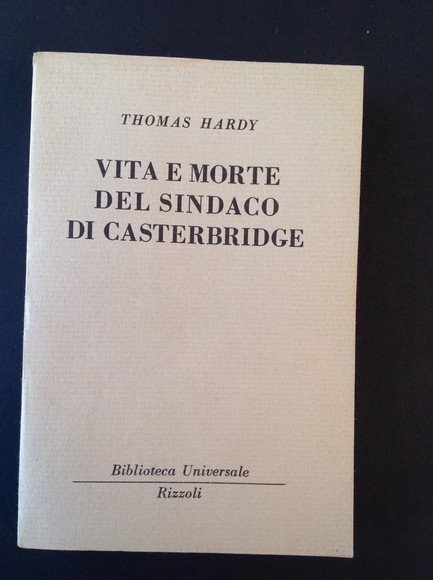 THOMAS HARDY
VITA E MORTE
DEL SINDACO
DI CASTERBRIDGE
Biblioteca Universale
Rizzoli